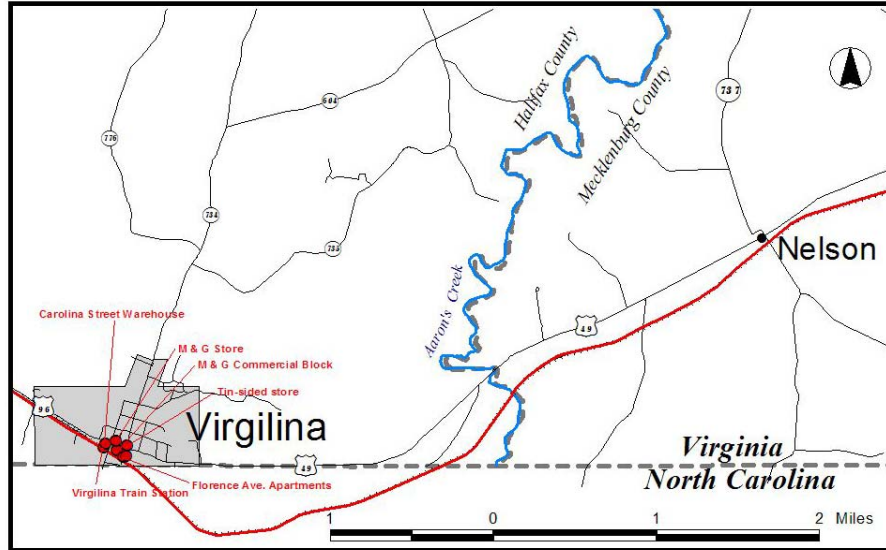 Halifax County
Mecklenburg County
604
737
776
734
735
Nelson
Aaron's Creek
Carolina Street Warehouse
49
M & G Store
M & G Commercial Block
Tin-sided store
96
Virgilina
Virginia
49
North Carolina
Florence Ave. Apartments
Virgilina Train Station
1 0 1 2 Miles